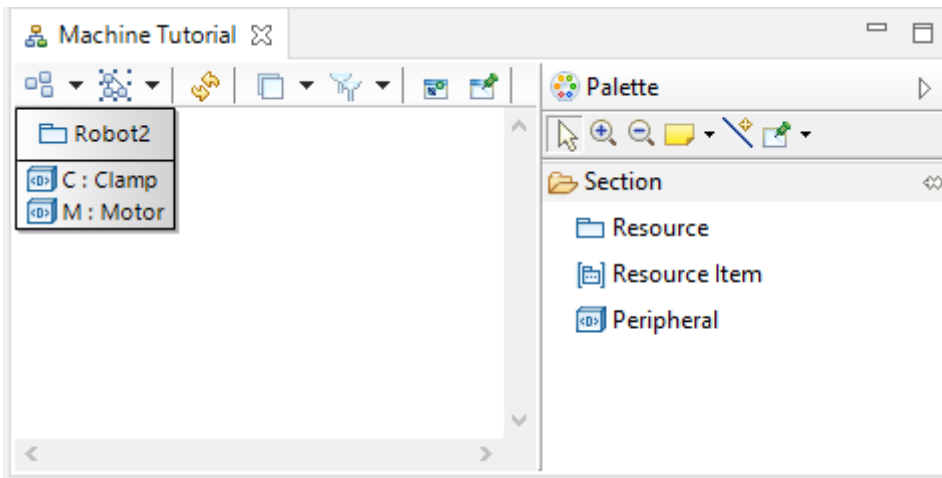 Machine Tutorial
Palette
Robot2
C : Clamp
M : Motor
Section
Resource
Resource Item
Peripheral